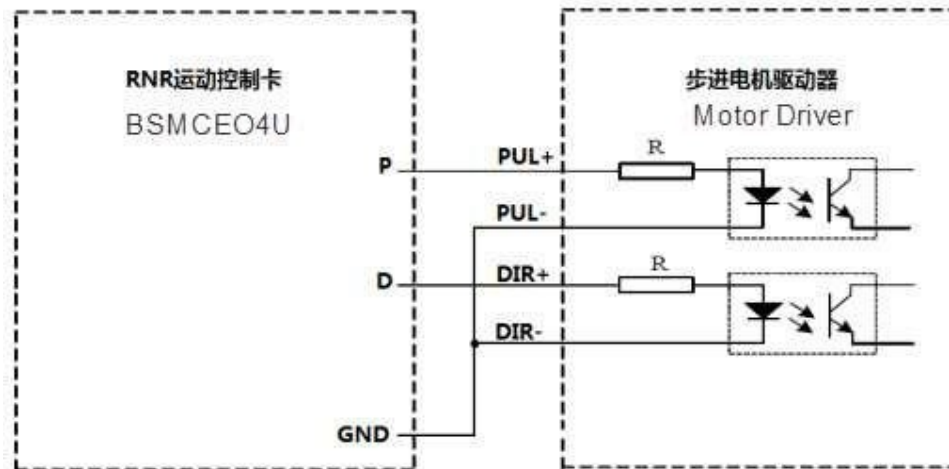 RNR运动控制卡
BSMCEO4U
步进电机驱动器
Motor Driver
P
PUL+
R
PUL-
D
DIR+
R
DIR-
GND